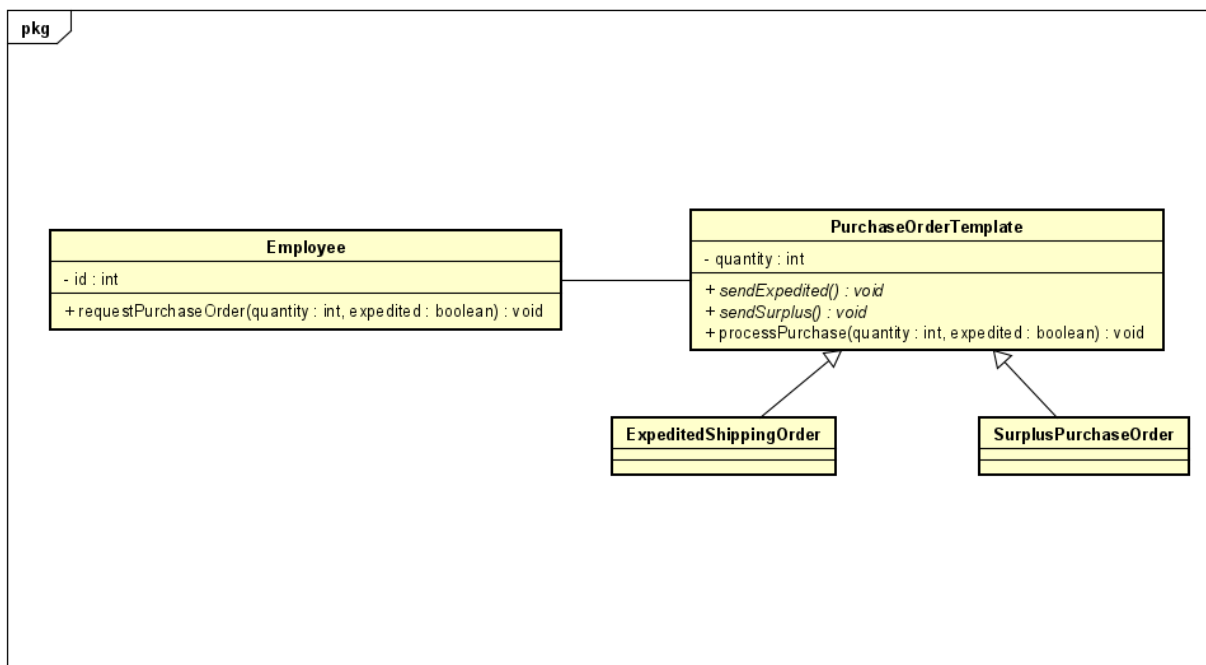 pkg
Employee
- id : int
+ requestPurchaseOrder(quantity : int, expedited : boolean) : void
PurchaseOrderTemplate
- quantity : int
+ sendExpedited() : void
+ sendSurplus() : void
+ processPurchase(quantity : int, expedited : boolean) : void
ExpeditedShippingOrder
SurplusPurchaseOrder